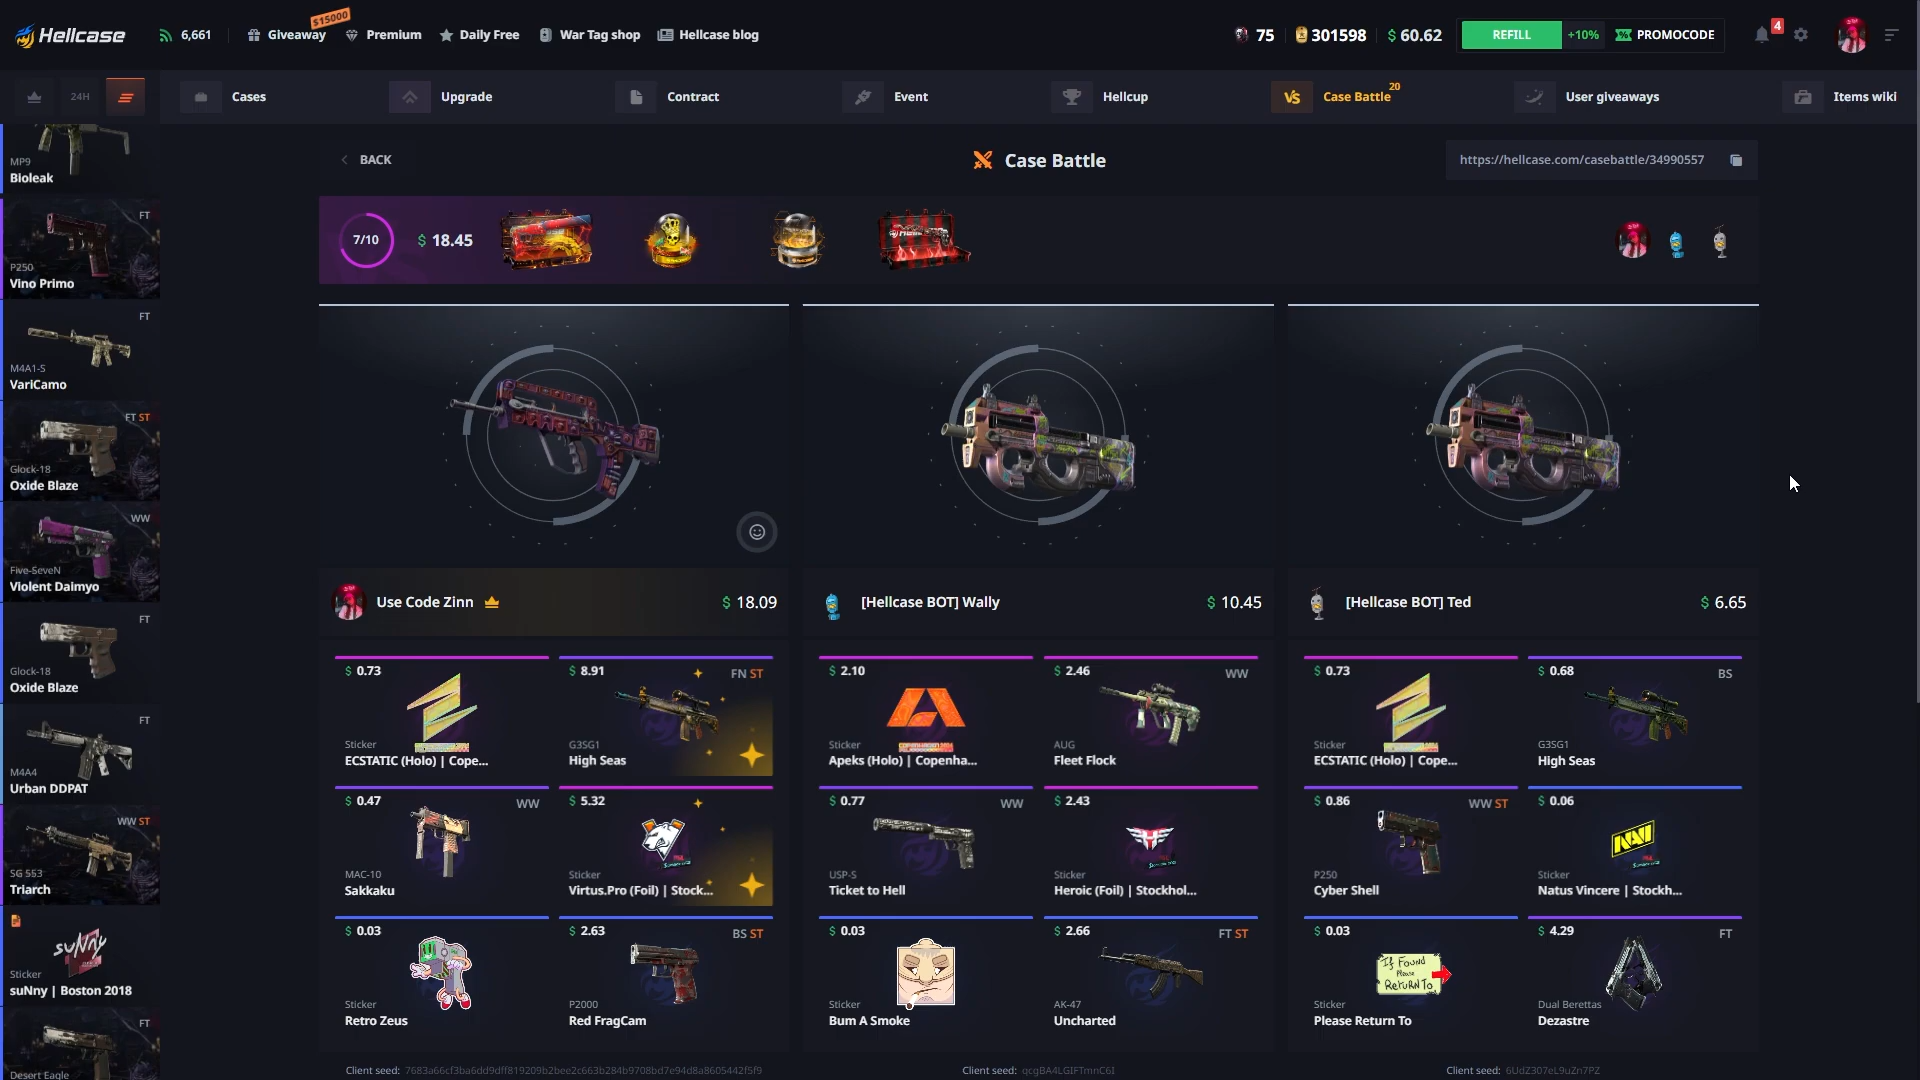 Hellcase
6,661
Giveaway
$15000
Premium
Daily Free
War Tag shop
Hellcase blog
75
301598
$ 60.62
REFILL
+10%
PROMOCODE
4
24H
Cases
Upgrade
Contract
Event
Hellcup
VS
Case Battle
20
User giveaways
Items wiki
MP9
Bioleak
FT
P250
Vino Primo
FT
M4A1-S
VariCamo
FT ST
Glock-18
Oxide Blaze
WW
Five-SeveN
Violent Daimyo
FT
Glock-18
Oxide Blaze
FT
M4A4
Urban DDPAT
WW ST
SG 553
Triarch
suNny
Sticker
suNny | Boston 2018
FT
Desert Eagle
BACK
Case Battle
https://hellcase.com/casebattle/34990557
7/10
$ 18.45
Use Code Zinn
$ 18.09
$ 0.73
Sticker
ECSTATIC (Holo) | Cope...
$ 8.91
FN ST
G3SG1
High Seas
$ 0.47
WW
MAC-10
Sakkaku
$ 5.32
Sticker
Virtus.Pro (Foil) | Stock...
$ 0.03
Sticker
Retro Zeus
$ 2.63
BS ST
P2000
Red FragCam
[Hellcase BOT] Wally
$ 10.45
$ 2.10
Sticker
Apeks (Holo) | Copenha...
$ 2.46
WW
AUG
Fleet Flock
$ 0.77
WW
USP-S
Ticket to Hell
$ 2.43
Sticker
Heroic (Foil) | Stockhol...
$ 0.03
Sticker
Bum A Smoke
$ 2.66
FT ST
AK-47
Uncharted
[Hellcase BOT] Ted
$ 6.65
$ 0.73
Sticker
ECSTATIC (Holo) | Cope...
$ 0.68
BS
G3SG1
High Seas
$ 0.86
WW ST
P250
Cyber Shell
$ 0.06
NAVI
Sticker
Natus Vincere | Stockh...
$ 0.03
If Found
Please
Return To
Sticker
Please Return To
$ 4.29
FT
Dual Berettas
Dezastre
Client seed: 7683a66cf3ba6dd9dff819209b2bee2c663b284b9708bd7e94d8a8605442f5f9
Client seed: qcgBA4LGIFTmnC6I
Client seed: 6UdZ307eL9uZn7PZ